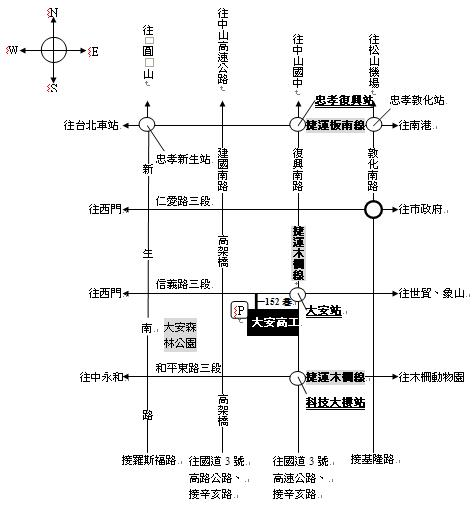 N
W
E
S
往
□
圓
□
山
往中山高速公路
往中山國中
往松山機場
忠孝復興站
忠孝敦化站
往台北車站
捷運板南線
往南港
忠孝新生站
新生南路
建國南路
高架橋
復興南路
敦化南路
往西門
仁愛路三段
往市政府
捷運木柵線
往西門
信義路三段
往世貿、象山
P
152 巷
大安高工
大安站
大安森
林公園
和平東路三段
往中永和
捷運木柵線
往木柵動物園
高架橋
科技大樓站
接羅斯福路
往國道 3 號
高路公路、
接辛亥路
往國道 3 號
高速公路、
接辛亥路
接基隆路